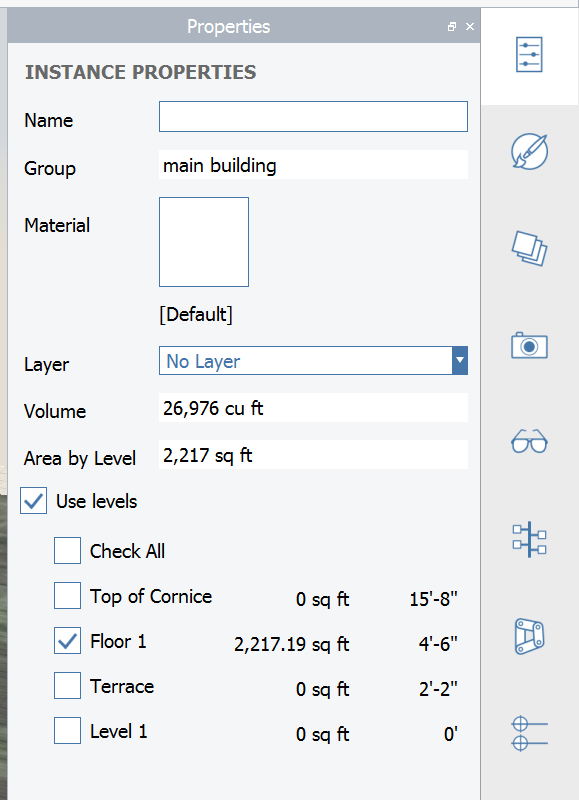 Properties
INSTANCE PROPERTIES
Name
Group main building
Material
[Default]
Layer No Layer
Volume 26,976 cu ft
Area by Level 2,217 sq ft
Use levels
Check All
Top of Cornice 0 sq ft 15'-8"
Floor 1 2,217.19 sq ft 4'-6"
Terrace 0 sq ft 2'-2"
Level 1 0 sq ft 0'